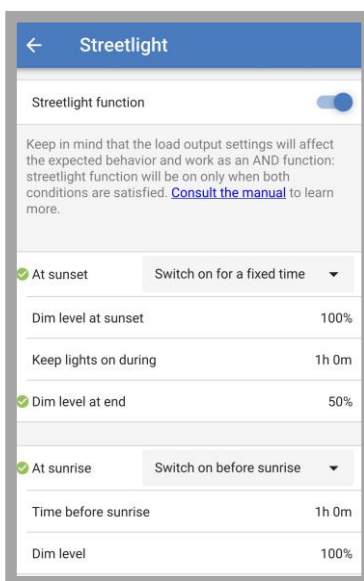 Streetlight
Streetlight function
Keep in mind that the load output settings will affect
the expected behavior and work as an AND function:
streetlight function will be on only when both
conditions are satisfied. Consult the manual to learn
more.
At sunset Switch on for a fixed time
Dim level at sunset 100%
Keep lights on during 1h 0m
Dim level at end 50%
At sunrise Switch on before sunrise
Time before sunrise 1h 0m
Dim level 100%